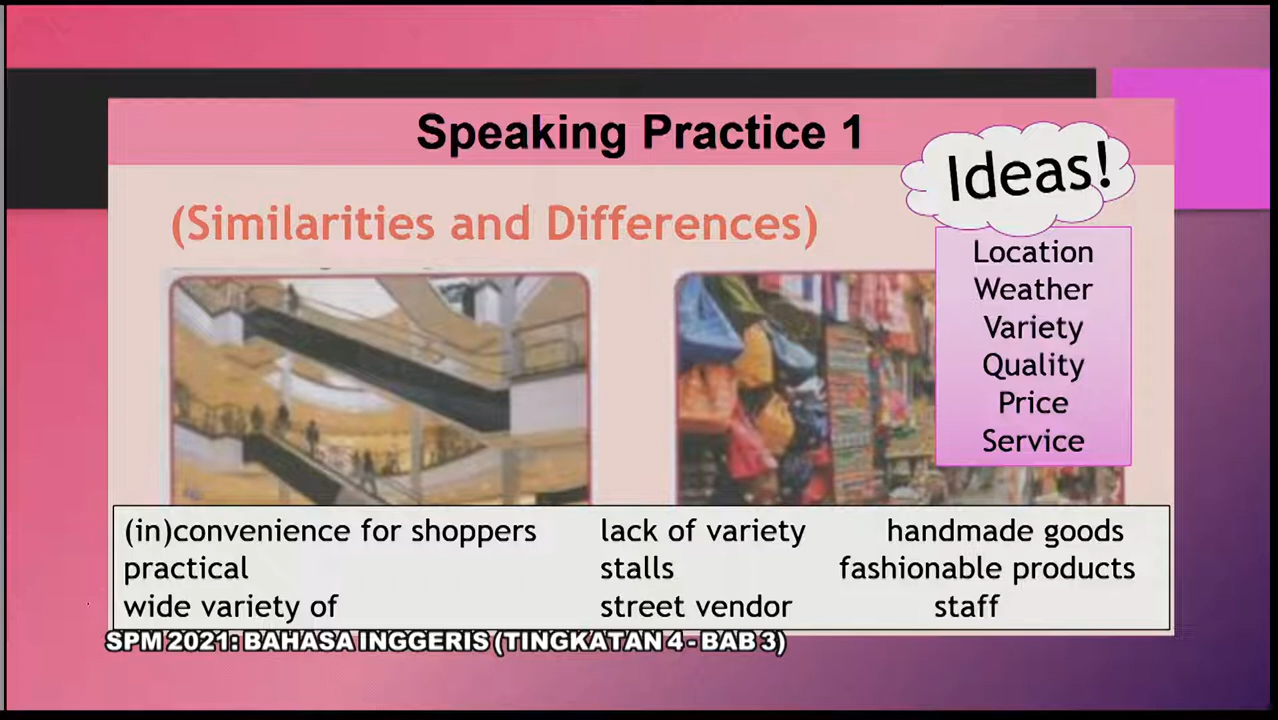 Speaking Practice 1
Ideas!
(Similarities and Differences)
Location
Weather
Variety
Quality
Price
Service
(in)convenience for shoppers lack of variety handmade goods
practical stalls fashionable products
wide variety of street vendor staff
SPM 2021: BAHASA INGGERIS (TINGKATAN 4 - BAB 3)